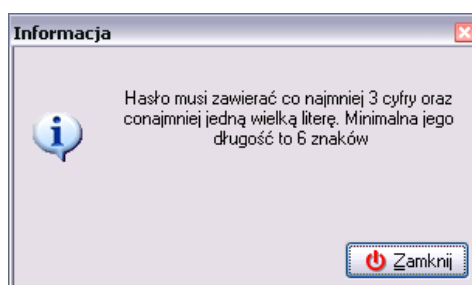 Informacja
Hasło musi zawierać co najmniej 3 cyfry oraz
conajmniej jedną wielką literę. Minimalna jego
długość to 6 znaków
Zamknij